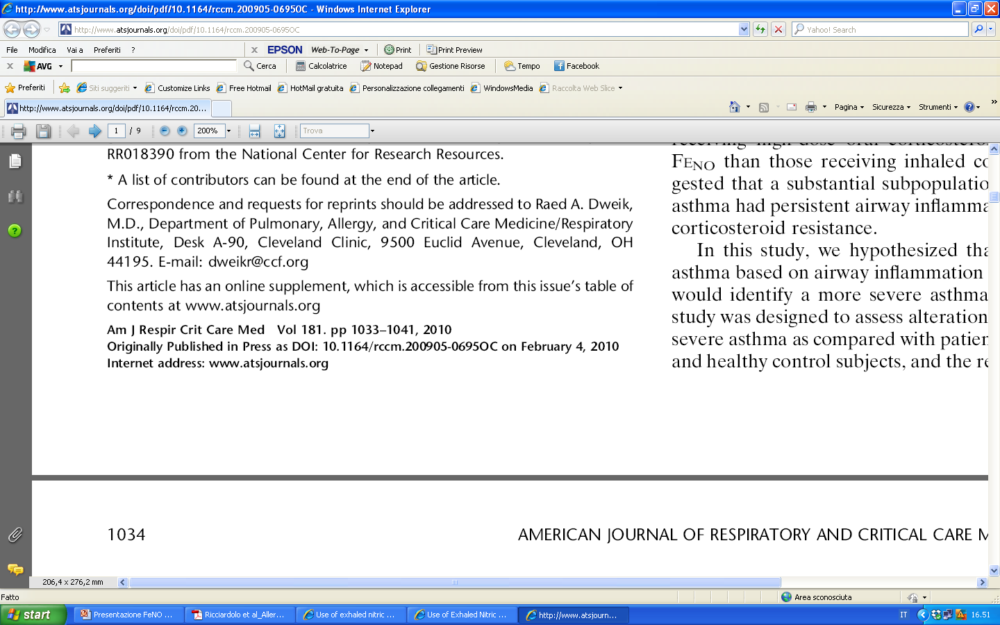 http://www.atsjournals.org/doi/pdf/10.1164/rccm.200905-0695OC - Windows Internet Explorer
http://www.atsjournals.org/doi/pdf/10.1164/rccm.200905-0695OC
Yahoo! Search
File Modifica Vai a Preferiti ?
x EPSON Web-To-Page Print Print Preview
x AVG Cerca Calcolatrice Notepad Gestione Risorse Tempo Facebook
Preferiti Siti suggeriti Customize Links Free Hotmail HotMail gratuita Personalizzazione collegamenti WindowsMedia Raccolta Web Slice
http://www.atsjournals.org/doi/pdf/10.1164/rccm.20... Pagina Sicurezza Strumenti »
1 / 9 200% Trova
RR018390 from the National Center for Research Resources.
* A list of contributors can be found at the end of the article.
Correspondence and requests for reprints should be addressed to Raed A. Dweik,
M.D., Department of Pulmonary, Allergy, and Critical Care Medicine/Respiratory
Institute, Desk A-90, Cleveland Clinic, 9500 Euclid Avenue, Cleveland, OH
44195. E-mail: dweikr@ccf.org
This article has an online supplement, which is accessible from this issue's table of
contents at www.atsjournals.org
Am J Respir Crit Care Med Vol 181. pp 1033–1041, 2010
Originally Published in Press as DOI: 10.1164/rccm.200905-0695OC on February 4, 2010
Internet address: www.atsjournals.org
receiving high-dose oral corticostero
FENO than those receiving inhaled co
gested that a substantial subpopulatio
asthma had persistent airway inflamma
corticosteroid resistance.
In this study, we hypothesized tha
asthma based on airway inflammation
would identify a more severe asthma
study was designed to assess alteration
severe asthma as compared with patien
and healthy control subjects, and the re
1034 AMERICAN JOURNAL OF RESPIRATORY AND CRITICAL CARE M
206,4 x 276,2 mm
Fatto Area sconosciuta
start Presentazione FeNO ... Ricciardolo et al_Aller... Use of exhaled nitric ... Use of Exhaled Nitric ... http://www.atsjourn... IT 16.51